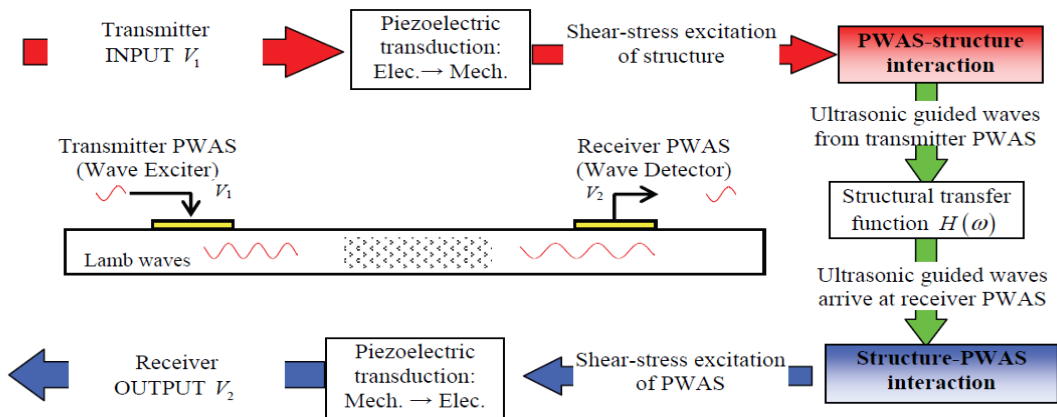 Transmitter
INPUT V₁
Piezoelectric
transduction:
Elec.→ Mech.
Shear-stress excitation
of structure
PWAS-structure
interaction
Ultrasonic guided waves
from transmitter PWAS
Transmitter PWAS
(Wave Exciter)
V₁
Receiver PWAS
(Wave Detector)
V₂
Structural transfer
function H(ω)
Lamb waves
Ultrasonic guided waves
arrive at receiver PWAS
Receiver
OUTPUT V₂
Piezoelectric
transduction:
Mech. → Elec.
Shear-stress excitation
of PWAS
Structure-PWAS
interaction